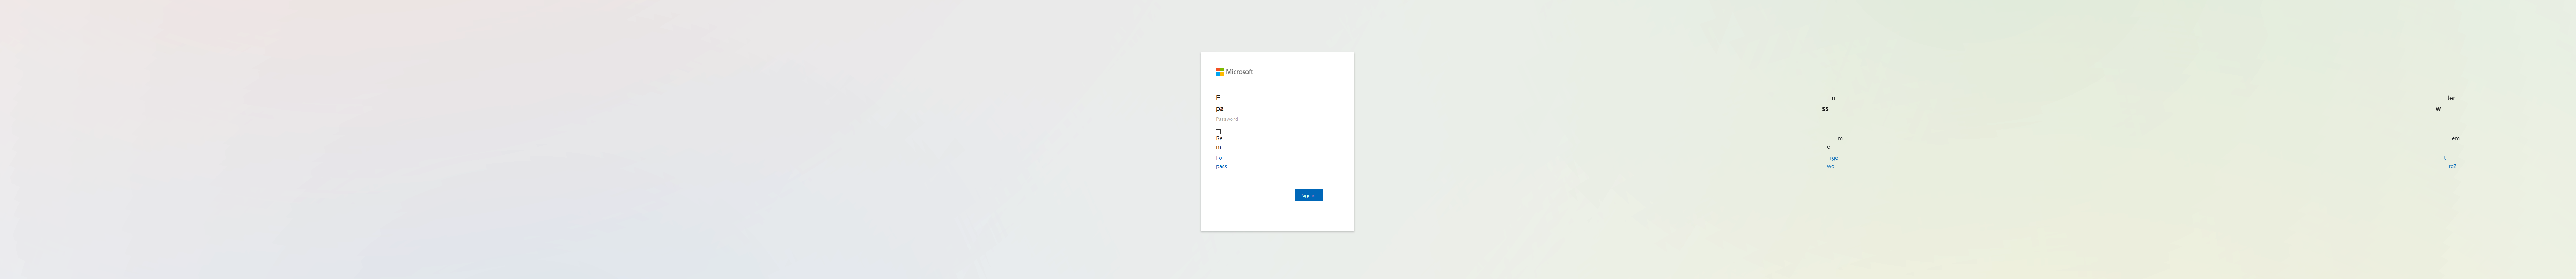 Microsoft
E n ter
pa ss w
Password
Re m em
m e
Fo rgo t
pass wo rd?
Sign in